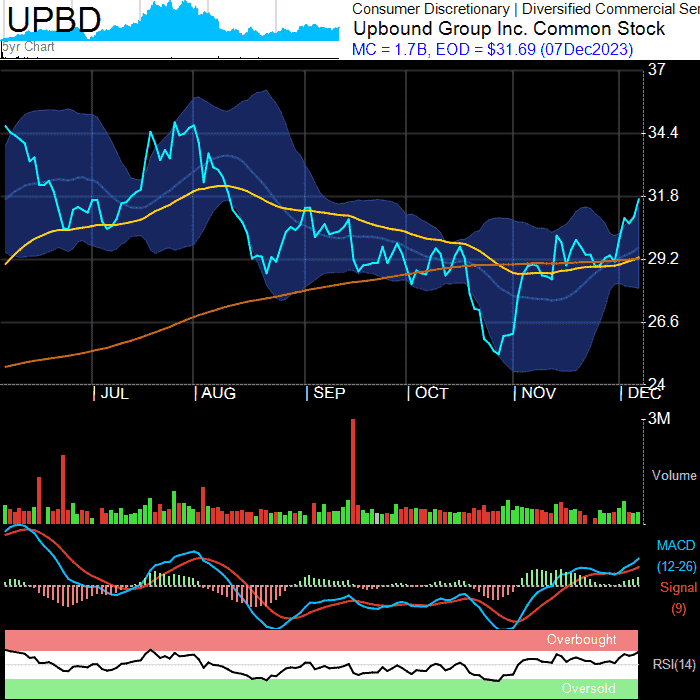 UPBD
5yr Chart
Consumer Discretionary | Diversified Commercial Ser
Upbound Group Inc. Common Stock
MC = 1.7B, EOD = $31.69 (07Dec2023)
37
34.4
31.8
29.2
26.6
24
JUL
AUG
SEP
OCT
NOV
DEC
3M
Volume
MACD
(12-26)
Signal
(9)
Overbought
RSI(14)
Oversold